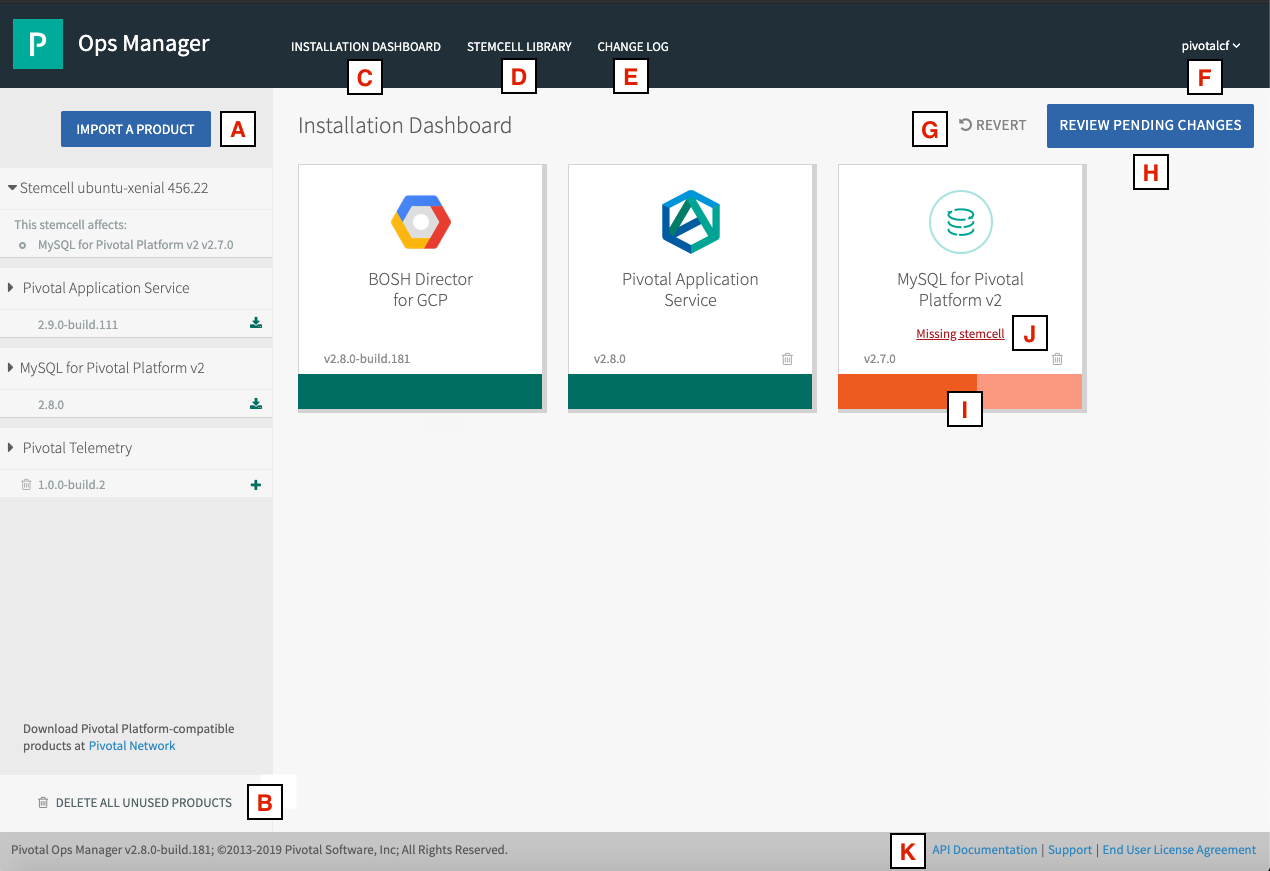 P Ops Manager INSTALLATION DASHBOARD STEMCELL LIBRARY CHANGE LOG pivotalcf
C D E F
IMPORT A PRODUCT A
Installation Dashboard G REVERT REVIEW PENDING CHANGES
H
Stemcell ubuntu-xenial 456.22
This stemcell affects:
MySQL for Pivotal Platform v2 v2.7.0
Pivotal Application Service
2.9.0-build.111
MySQL for Pivotal Platform v2
2.8.0
Pivotal Telemetry
1.0.0-build.2
BOSH Director
for GCP
v2.8.0-build.181
Pivotal Application
Service
v2.8.0
MySQL for Pivotal
Platform v2
Missing stemcell J
v2.7.0
I
Download Pivotal Platform-compatible
products at Pivotal Network
DELETE ALL UNUSED PRODUCTS B
Pivotal Ops Manager v2.8.0-build.181; ©2013-2019 Pivotal Software, Inc; All Rights Reserved. K API Documentation | Support | End User License Agreement